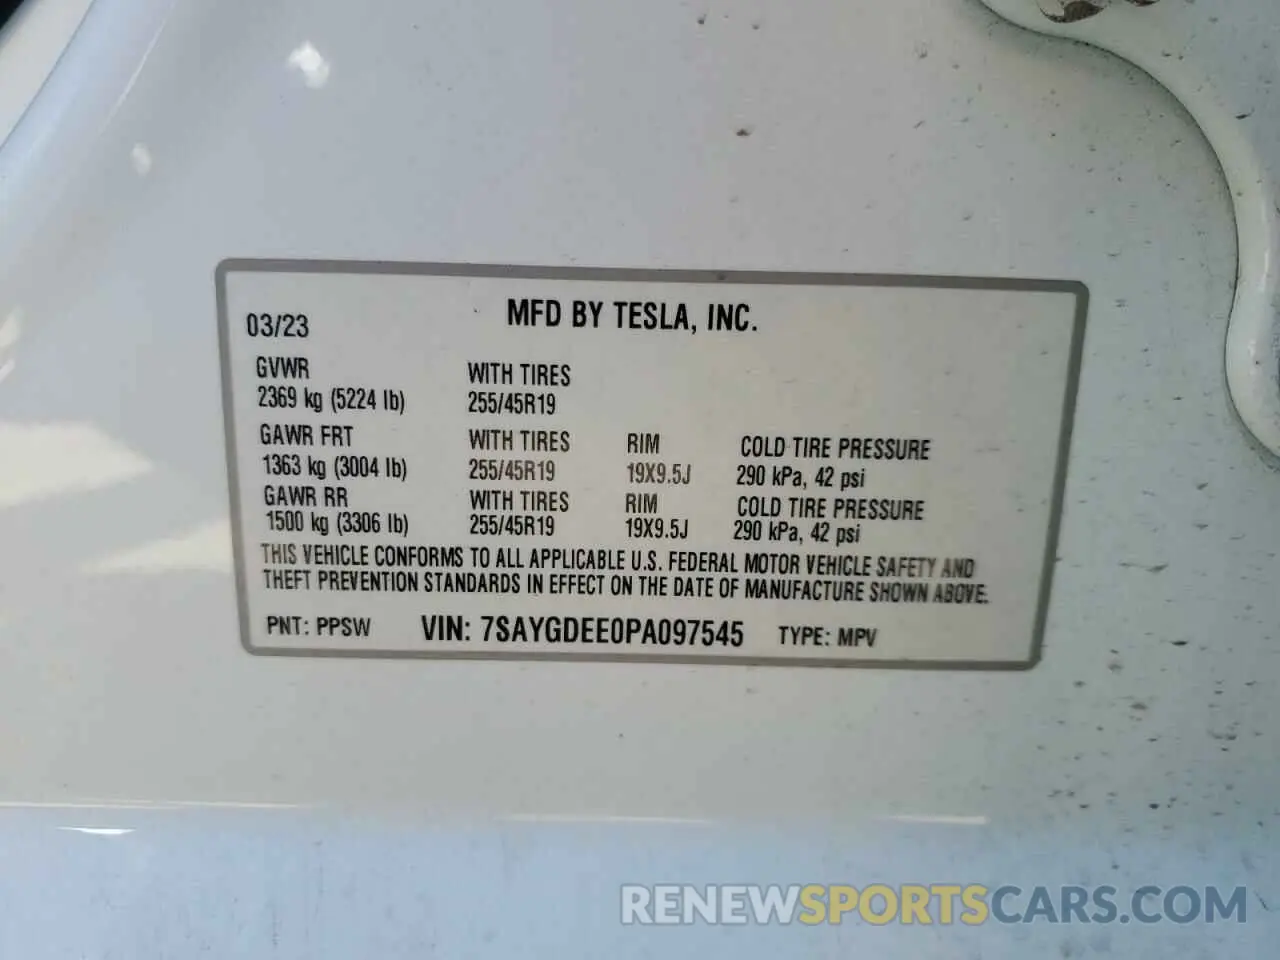 MFD BY TESLA, INC.
03/23
GVWR WITH TIRES
2369 kg (5224 lb) 255/45R19
GAWR FRT WITH TIRES RIM COLD TIRE PRESSURE
1363 kg (3004 lb) 255/45R19 19X9.5J 290 kPa, 42 psi
GAWR RR WITH TIRES RIM COLD TIRE PRESSURE
1500 kg (3306 lb) 255/45R19 19X9.5J 290 kPa, 42 psi
THIS VEHICLE CONFORMS TO ALL APPLICABLE U.S. FEDERAL MOTOR VEHICLE SAFETY AND
THEFT PREVENTION STANDARDS IN EFFECT ON THE DATE OF MANUFACTURE SHOWN ABOVE.
PNT: PPSW VIN: 7SAYGDEE0PA097545 TYPE: MPV
RENEWSPORTSCARS.COM